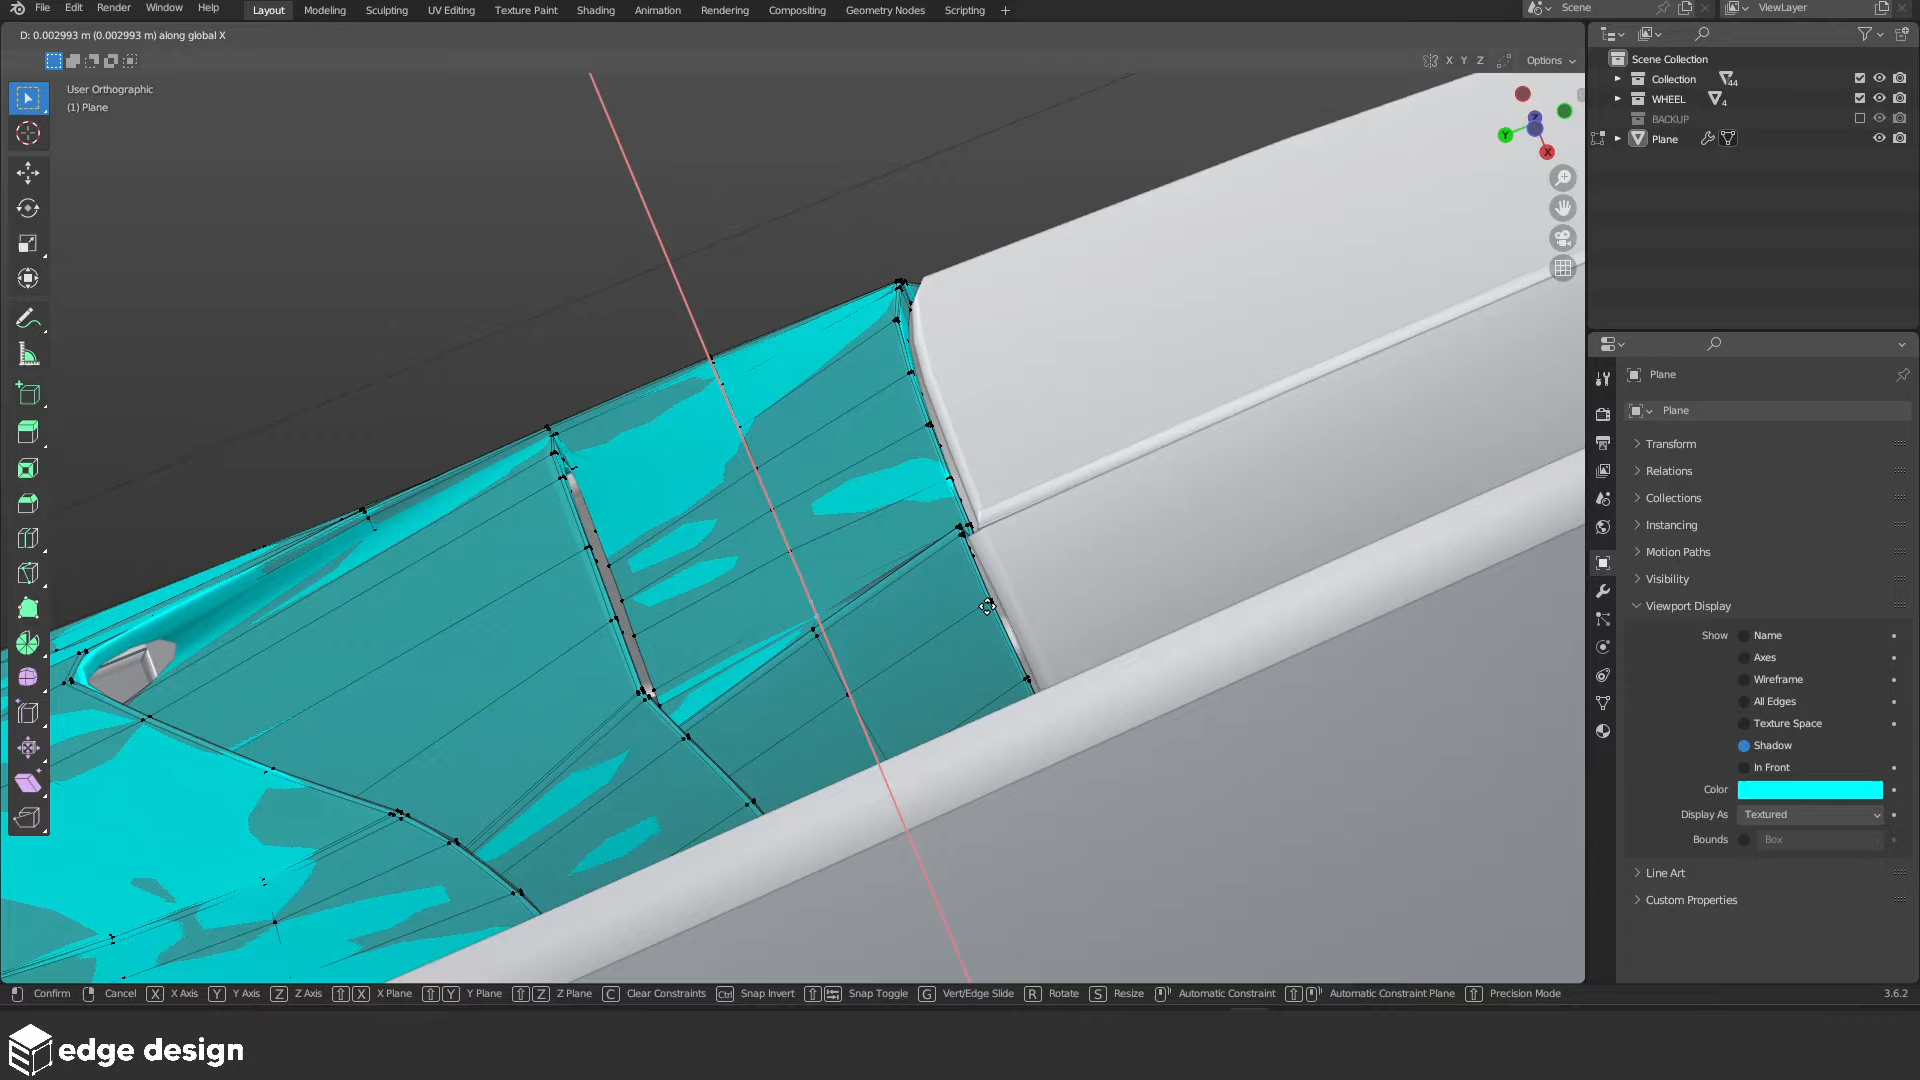 File Edit Render Window Help Layout Modeling Sculpting UV Editing Texture Paint Shading Animation Rendering Compositing Geometry Nodes Scripting + Scene ViewLayer
D: 0.002993 m (0.002993 m) along global X
X Y Z Options
User Orthographic
(1) Plane
Z
Y
X
Scene Collection
Collection 44
WHEEL 4
BACKUP
Plane
Plane
Plane
Transform
Relations
Collections
Instancing
Motion Paths
Visibility
Viewport Display
Show Name
Axes
Wireframe
All Edges
Texture Space
Shadow
In Front
Color
Display As Textured
Bounds Box
Line Art
Custom Properties
Confirm Cancel X X Axis Y Y Axis Z Z Axis X X Plane Y Y Plane Z Z Plane C Clear Constraints Ctrl Snap Invert Snap Toggle G Vert/Edge Slide R Rotate S Resize Automatic Constraint Automatic Constraint Plane Precision Mode 3.6.2
edge design